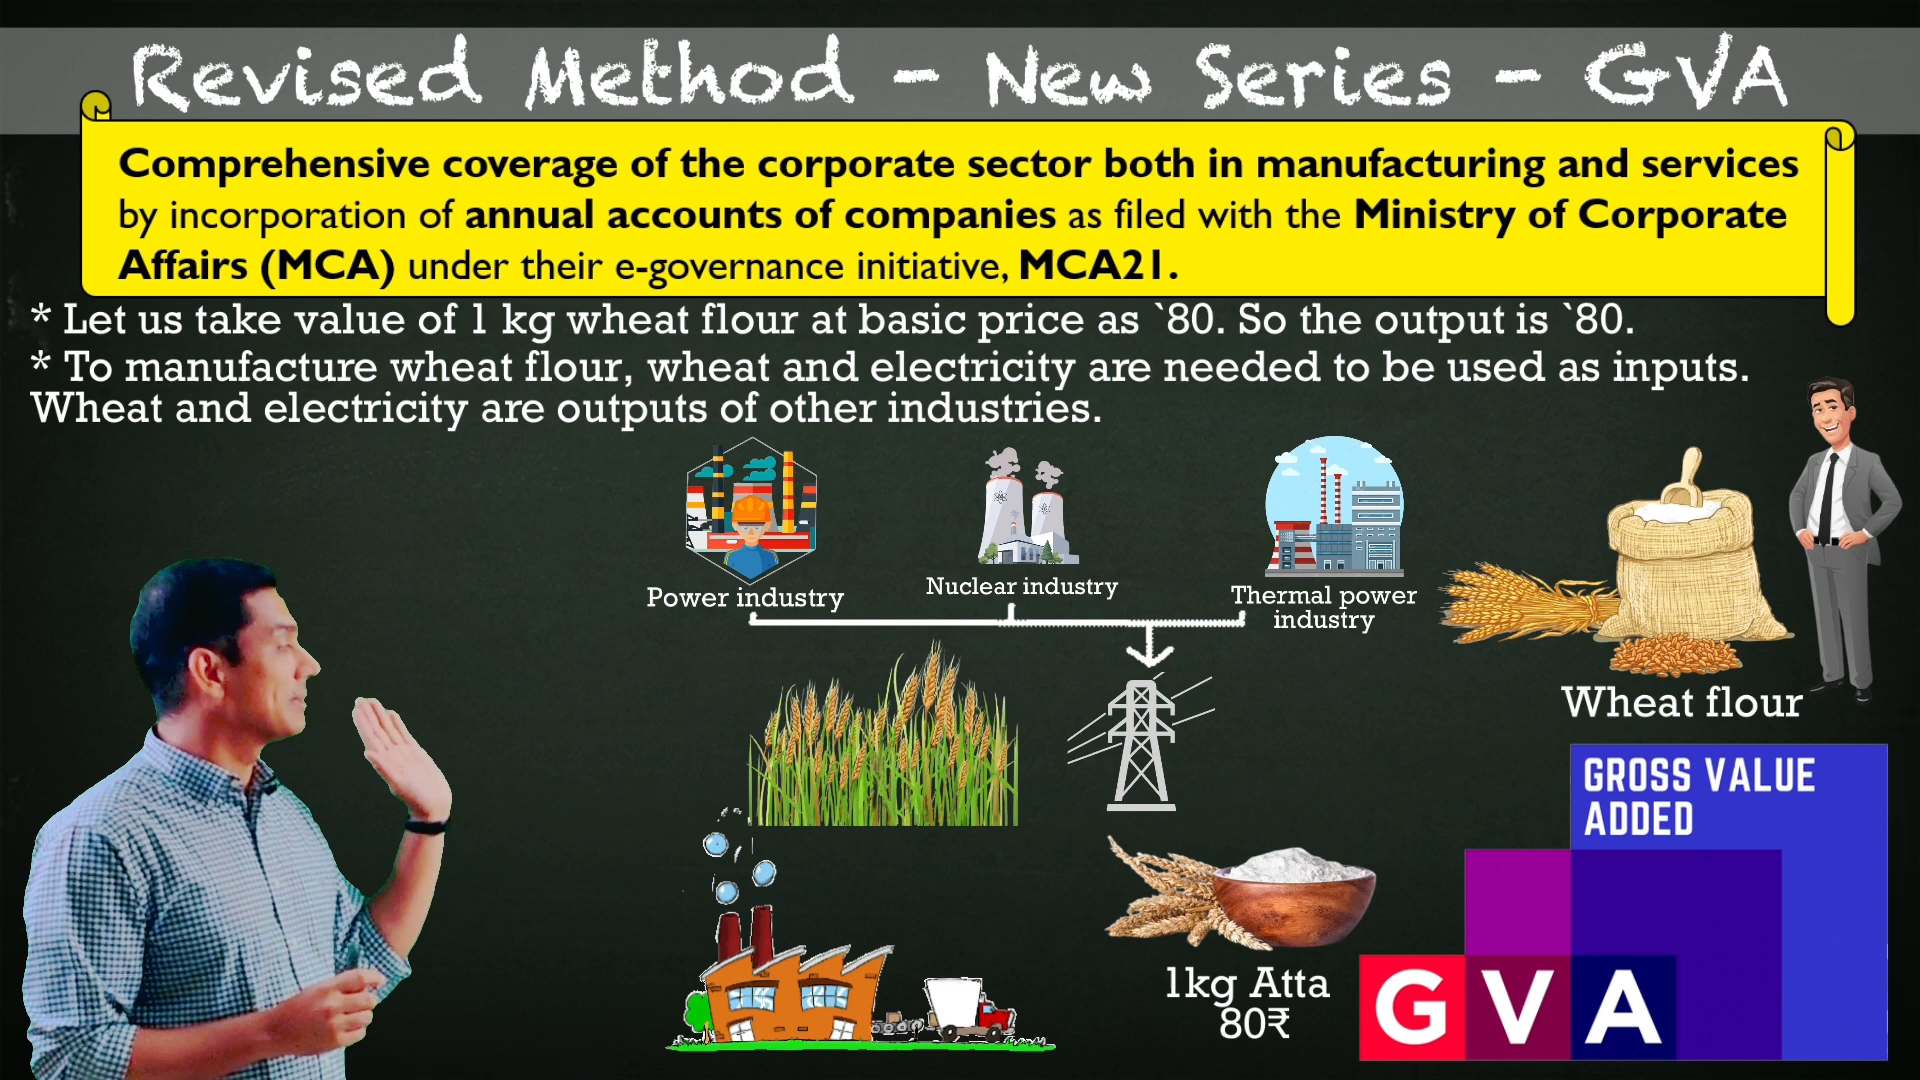 Revised Method - New Series - GVA
Comprehensive coverage of the corporate sector both in manufacturing and services
by incorporation of annual accounts of companies as filed with the Ministry of Corporate
Affairs (MCA) under their e-governance initiative, MCA21.
* Let us take value of 1 kg wheat flour at basic price as `80. So the output is `80.
* To manufacture wheat flour, wheat and electricity are needed to be used as inputs.
Wheat and electricity are outputs of other industries.
Power industry
Nuclear industry
Thermal power
industry
Wheat flour
1kg Atta
80₹
GROSS VALUE
ADDED
GVA